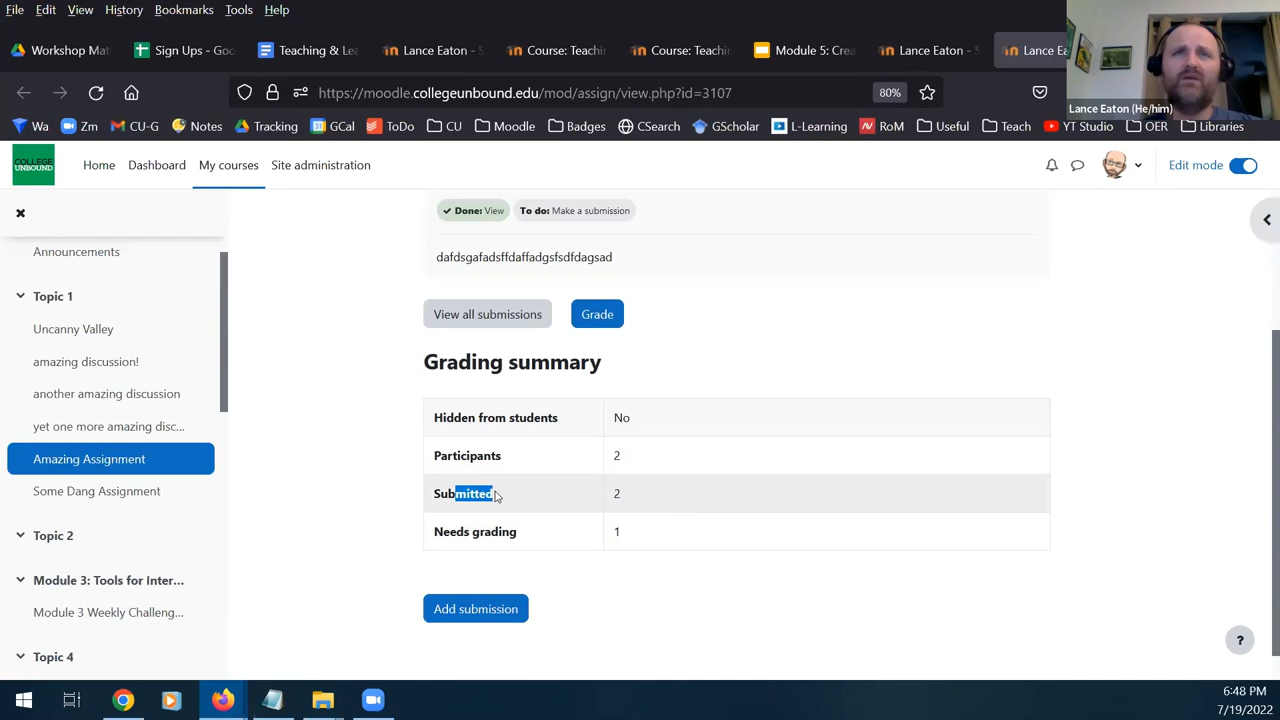 File Edit View History Bookmarks Tools Help
Workshop Mat
Sign Ups - Goo
Teaching & Lea
Lance Eaton - S
Course: Teachi
Course: Teachi
Module 5: Crea
Lance Eaton - S
Lance Ea
https://moodle.collegeunbound.edu/mod/assign/view.php?id=3107
80%
Lance Eaton (He/him)
Wa Zm CU-G Notes Tracking GCal ToDo CU Moodle Badges CSearch GScholar L-Learning RoM Useful Teach YT Studio OER Libraries
COLLEGE
UNBOUND
Home Dashboard My courses Site administration
Edit mode
Announcements
Topic 1
Uncanny Valley
amazing discussion!
another amazing discussion
yet one more amazing disc...
Amazing Assignment
Some Dang Assignment
Topic 2
Module 3: Tools for Inter...
Module 3 Weekly Challeng...
Topic 4
Done: View To do: Make a submission
dafdsgafadsffdaffadgsfsdfdagsad
View all submissions Grade
Grading summary
Hidden from students No
Participants 2
Submitted 2
Needs grading 1
Add submission
?
6:48 PM
7/19/2022